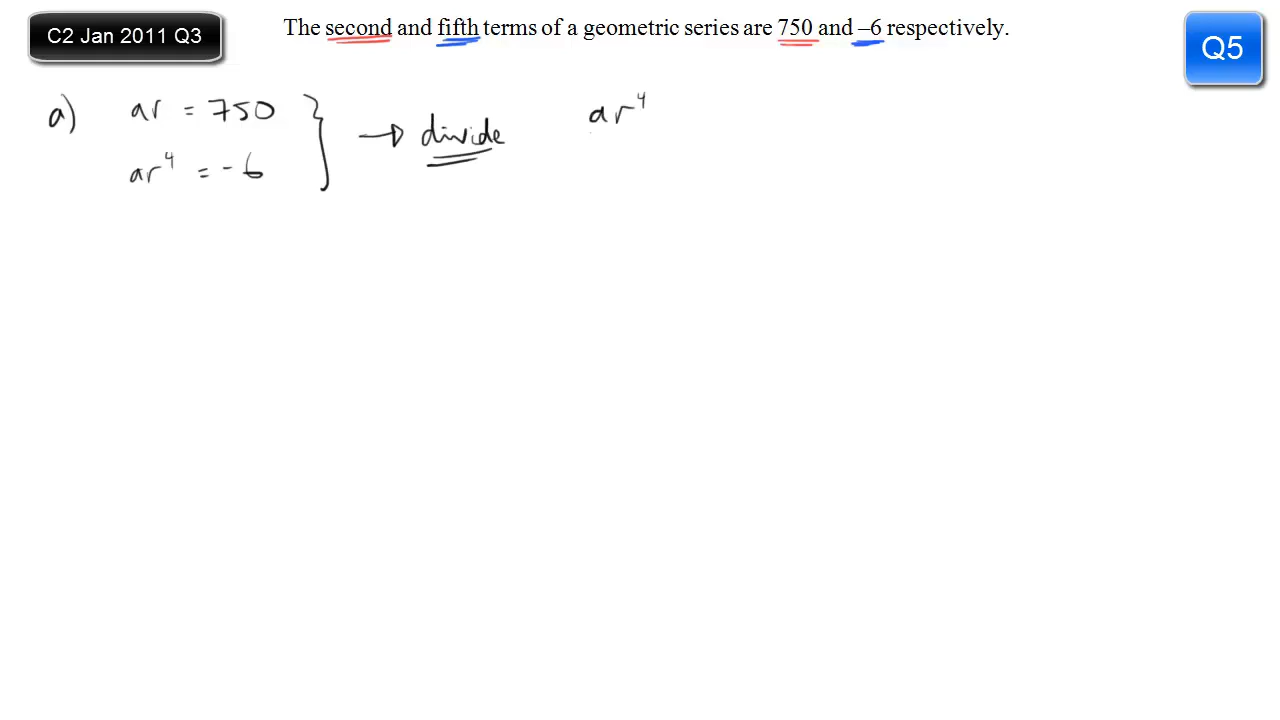 C2 Jan 2011 Q3
The second and fifth terms of a geometric series are 750 and –6 respectively.
Q5
a) ar = 750
ar⁴ = -6
→ divide
ar⁴